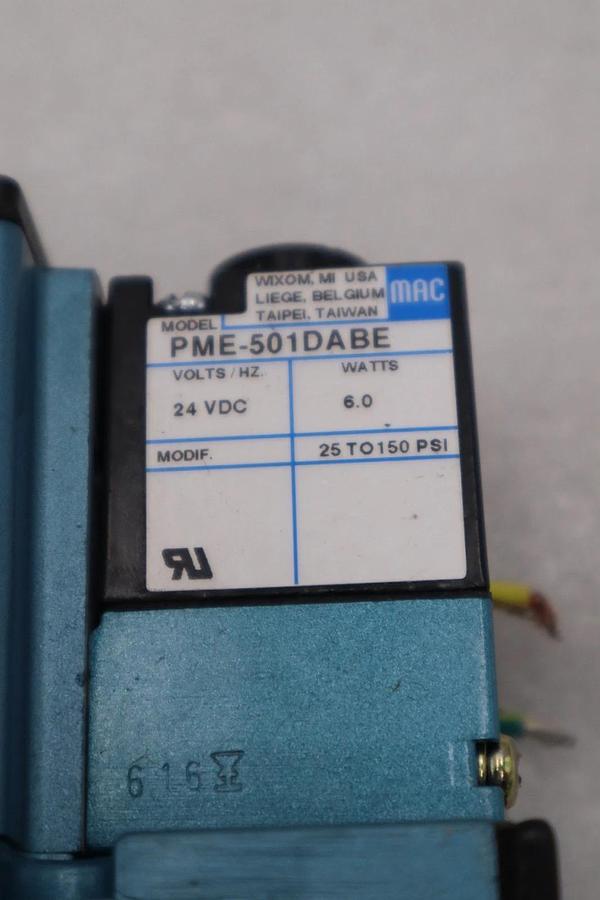 WIXOM, MI USA
LIEGE, BELGIUM
TAIPEI, TAIWAN
MAC
MODEL
PME-501DABE
VOLTS/HZ.
WATTS
24 VDC
6.0
MODIF.
25 TO 150 PSI
RU
616